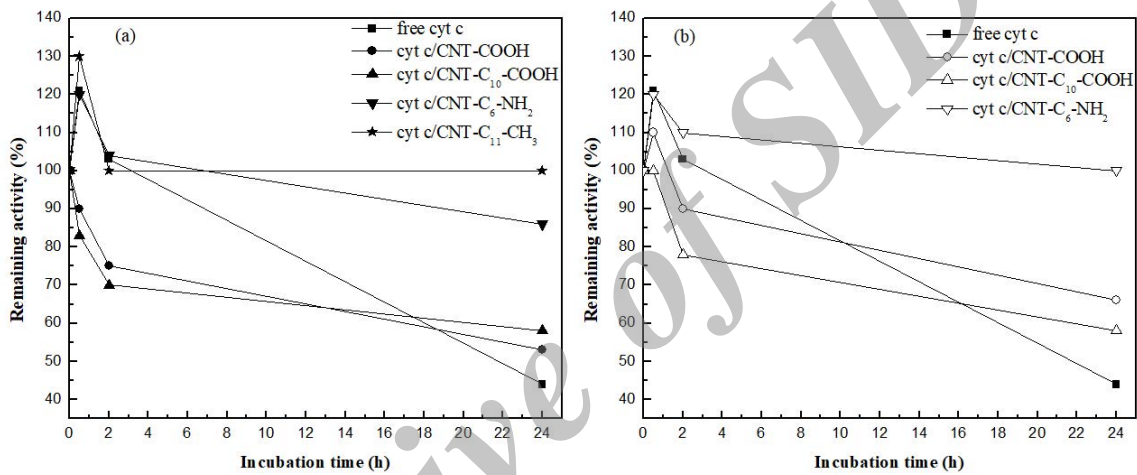 (a)
free cyt c
cyt c/CNT-COOH
cyt c/CNT-C10-COOH
cyt c/CNT-C6-NH2
cyt c/CNT-C11-CH3
140
130
120
110
100
90
80
70
60
50
40
Remaining activity (%)
0 2 4 6 8 10 12 14 16 18 20 22 24
Incubation time (h)
(b)
free cyt c
cyt c/CNT-COOH
cyt c/CNT-C10-COOH
cyt c/CNT-C6-NH2
140
130
120
110
100
90
80
70
60
50
40
Remaining activity (%)
0 2 4 6 8 10 12 14 16 18 20 22 24
Incubation time (h)
ive of SID